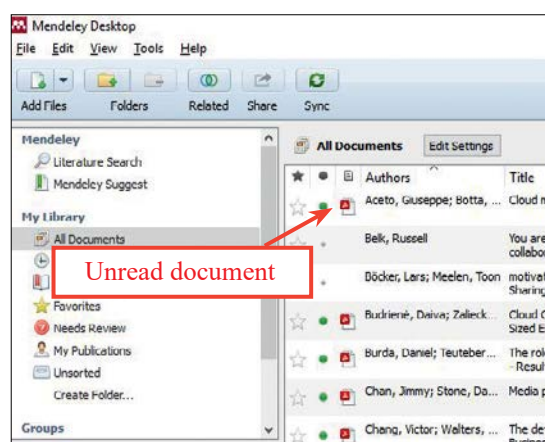 Mendeley Desktop
File Edit View Tools Help
Add Files Folders Related Share Sync
Mendeley
Literature Search
Mendeley Suggest
My Library
All Documents
Favorites
Needs Review
My Publications
Unsorted
Create Folder...
Groups
Unread document
All Documents Edit Settings
Authors Title
Aceto, Giuseppe; Botta, ... Cloud m
Belk, Russell You are
collabor
Böcker, Lars; Meelen, Toon motivat
Sharing
Budrienė, Daiva; Zalieck... Cloud C
Sized E
Burda, Daniel; Teuteber... The role
- Result
Chan, Jimmy; Stone, Da... Media p
Chang, Victor; Walters, ... The de